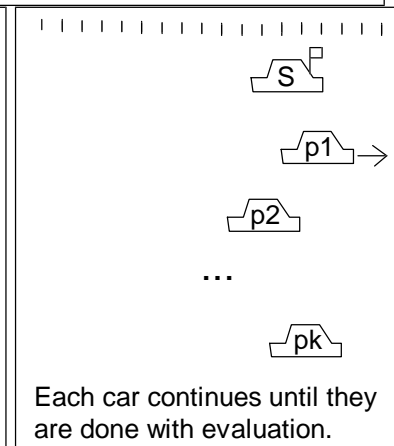 S
p1
p2
...
pk
Each car continues until they
are done with evaluation.